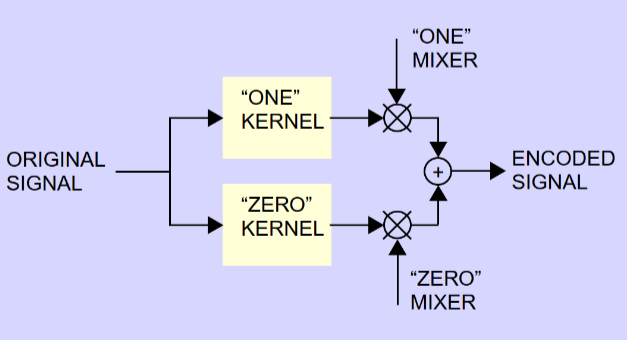 “ONE”
MIXER
“ONE”
KERNEL
ORIGINAL
SIGNAL
+
ENCODED
SIGNAL
“ZERO”
KERNEL
“ZERO”
MIXER